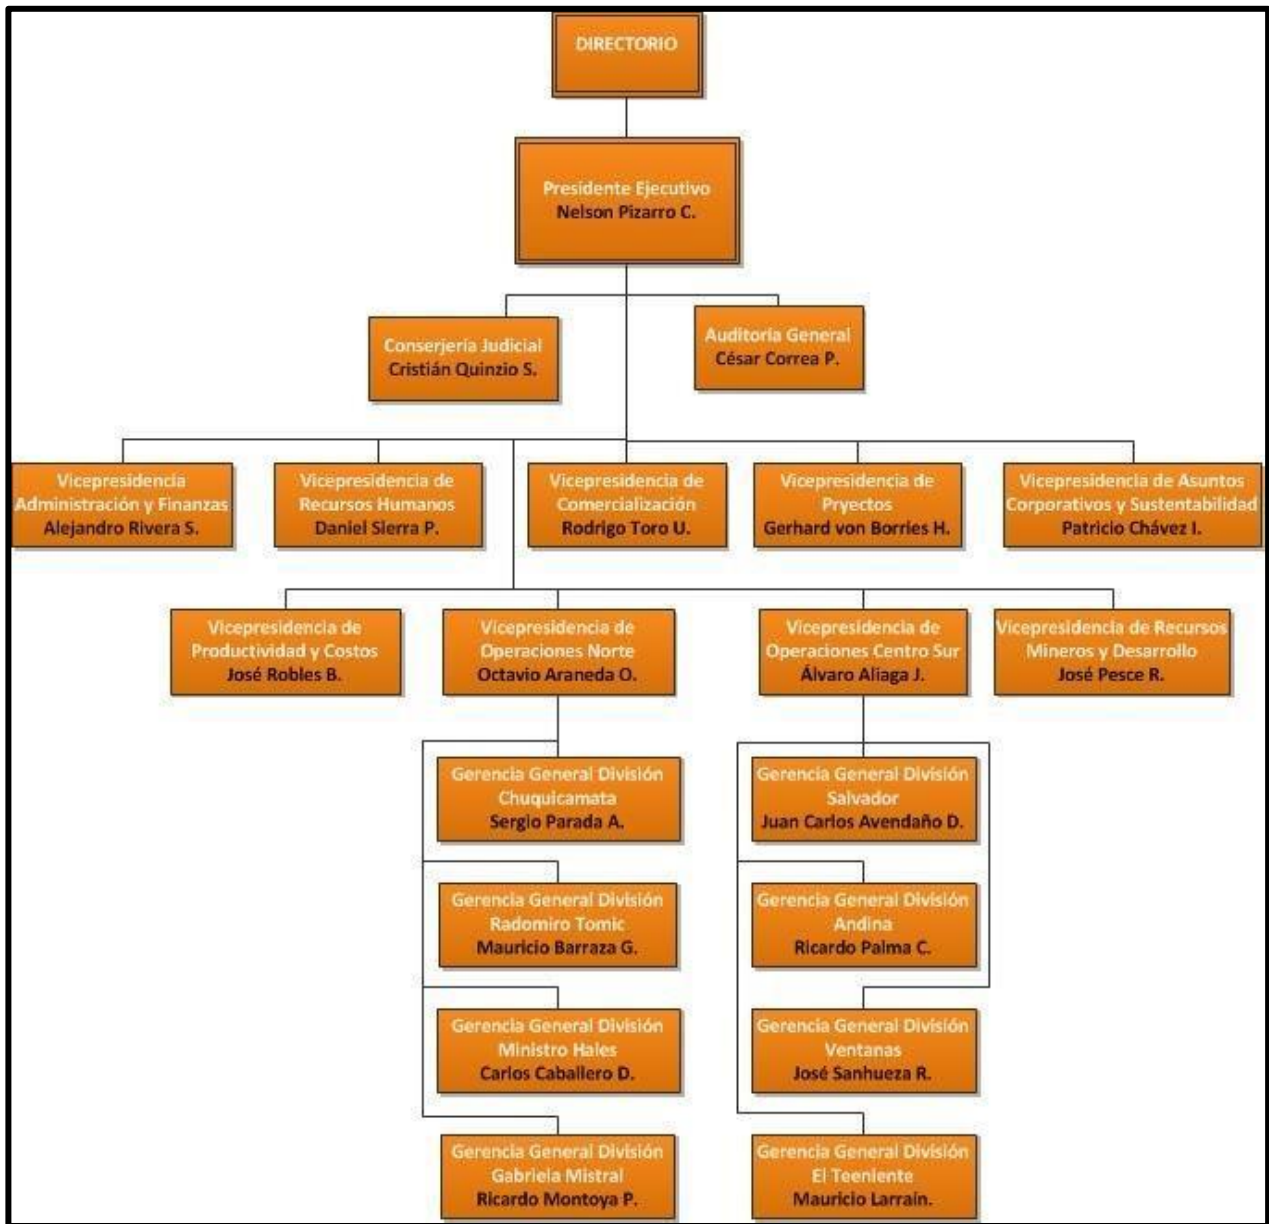 DIRECTORIO
Presidente Ejecutivo
Nelson Pizarro C.
Conserjería Judicial
Cristián Quinzio S.
Auditoria General
César Correa P.
Vicepresidencia
Administración y Finanzas
Alejandro Rivera S.
Vicepresidencia de
Recursos Humanos
Daniel Sierra P.
Vicepresidencia de
Comercialización
Rodrigo Toro U.
Vicepresidencia de
Pryectos
Gerhard von Borries H.
Vicepresidencia de Asuntos
Corporativos y Sustentabilidad
Patricio Chávez I.
Vicepresidencia de
Productividad y Costos
José Robles B.
Vicepresidencia de
Operaciones Norte
Octavio Araneda O.
Vicepresidencia de
Operaciones Centro Sur
Álvaro Aliaga J.
Vicepresidencia de Recursos
Mineros y Desarrollo
José Pesce R.
Gerencia General División
Chuquicamata
Sergio Parada A.
Gerencia General División
Salvador
Juan Carlos Avendaño D.
Gerencia General División
Radomiro Tomic
Mauricio Barraza G.
Gerencia General División
Andina
Ricardo Palma C.
Gerencia General División
Ministro Hales
Carlos Caballero D.
Gerencia General División
Ventanas
José Sanhueza R.
Gerencia General División
Gabriela Mistral
Ricardo Montoya P.
Gerencia General División
El Teeniente
Mauricio Larraín.